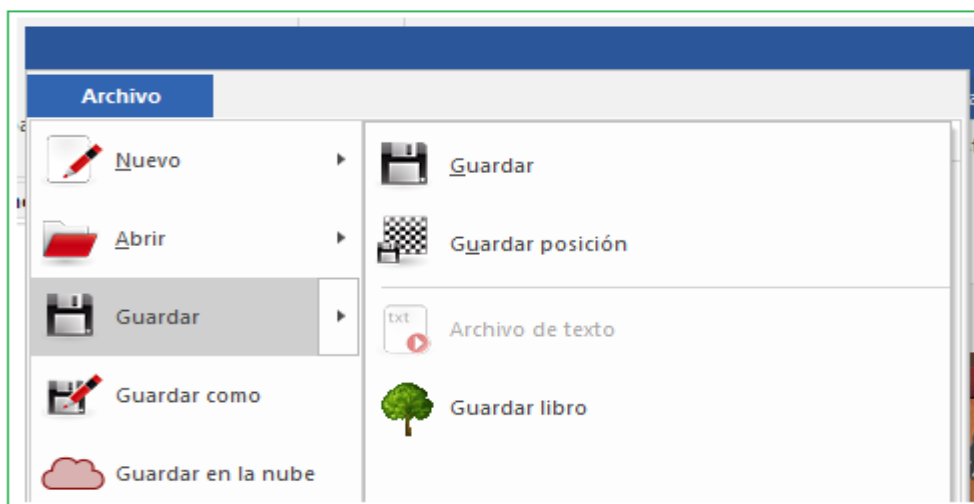 Archivo
Nuevo
Abrir
Guardar
Guardar como
Guardar en la nube
Guardar
Guardar posición
txt
Archivo de texto
Guardar libro